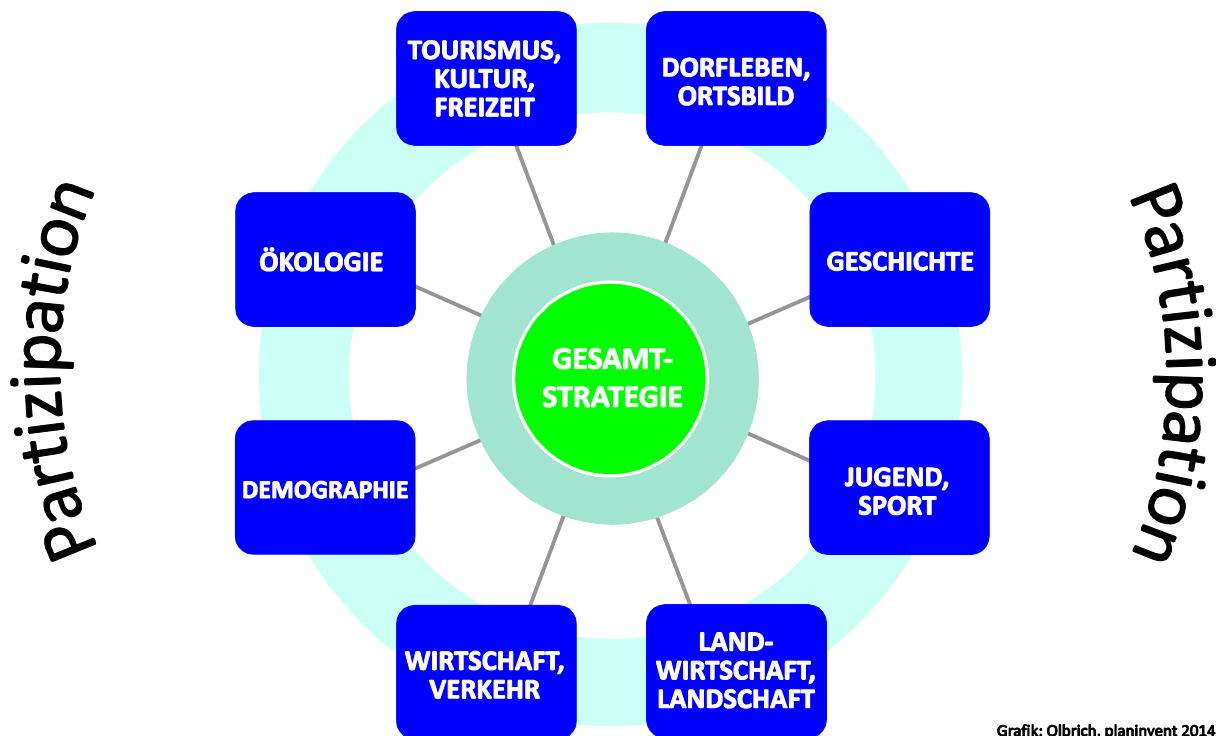 TOURISMUS,
KULTUR,
FREIZEIT
DORFLEBEN,
ORTSBILD
ÖKOLOGIE
GESCHICHTE
Partizipation
GESAMT-
STRATEGIE
Partizipation
DEMOGRAPHIE
JUGEND,
SPORT
WIRTSCHAFT,
VERKEHR
LAND-
WIRTSCHAFT,
LANDSCHAFT
Grafik: Olbrich, planinvent 2014